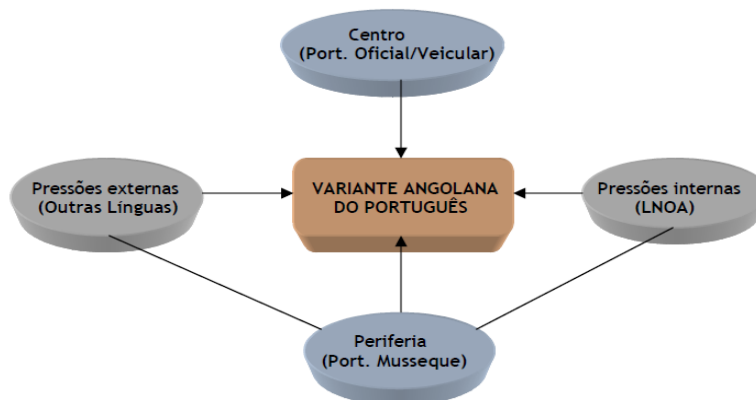 Centro
(Port. Oficial/Veicular)
Pressões externas
(Outras Línguas)
VARIANTE ANGOLANA
DO PORTUGUÊS
Pressões internas
(LNOA)
Periferia
(Port. Musseque)